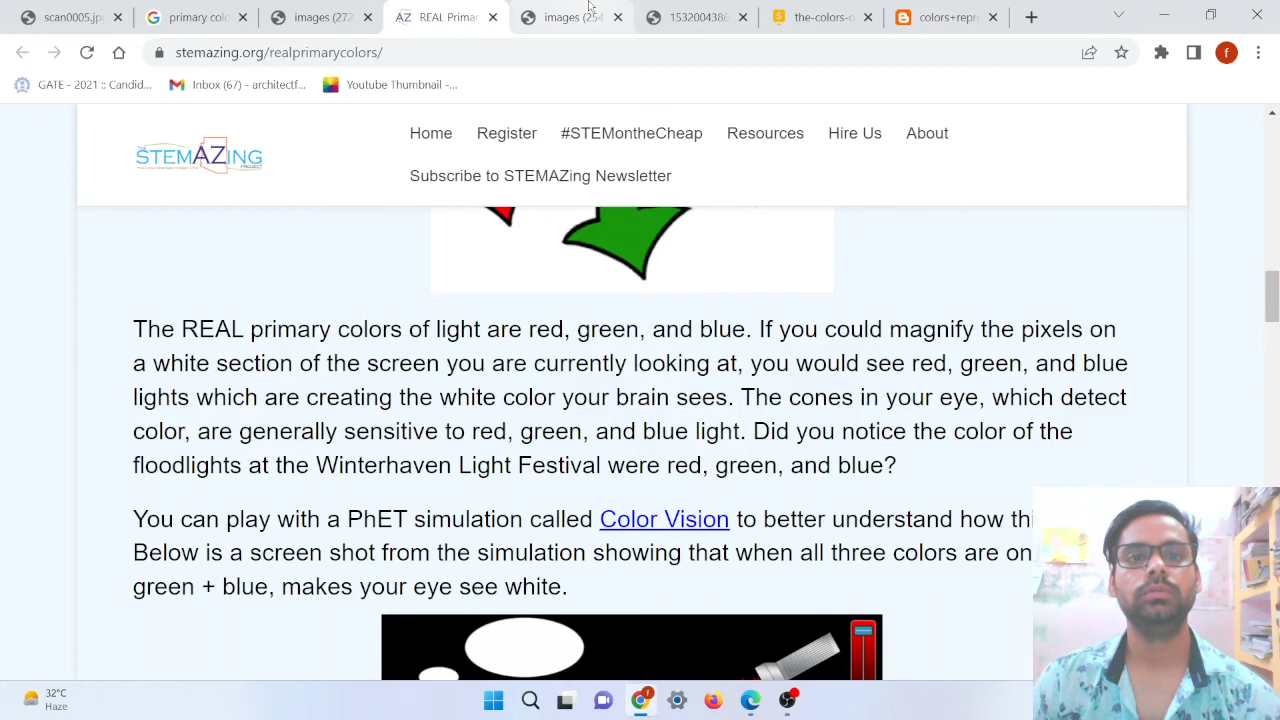 scan0005.jp
primary colo
images (272
REAL Primar
images (254
1532004386
the-colors-o
colors+repr
stemazing.org/realprimarycolors/
f
GATE - 2021 :: Candid...
Inbox (67) - architectf...
Youtube Thumbnail -...
THE
STEMAZING
PROJECT
Home
Register
#STEMontheCheap
Resources
Hire Us
About
Subscribe to STEMAZing Newsletter
The REAL primary colors of light are red, green, and blue. If you could magnify the pixels on
a white section of the screen you are currently looking at, you would see red, green, and blue
lights which are creating the white color your brain sees. The cones in your eye, which detect
color, are generally sensitive to red, green, and blue light. Did you notice the color of the
floodlights at the Winterhaven Light Festival were red, green, and blue?
You can play with a PhET simulation called Color Vision to better understand how thi
Below is a screen shot from the simulation showing that when all three colors are on
green + blue, makes your eye see white.
32°C
Haze